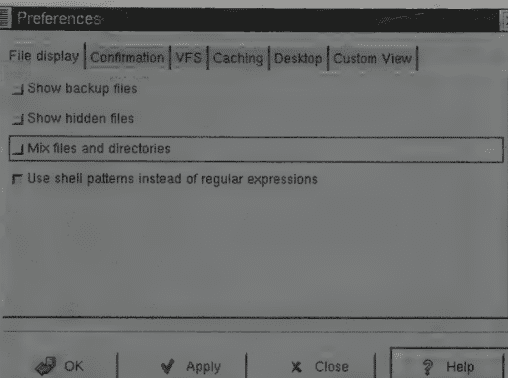 Preferences
File display Confirmation VFS Caching Desktop Custom View
Show backup files
Show hidden files
Mix files and directories
Use shell patterns instead of regular expressions
OK Apply Close ? Help